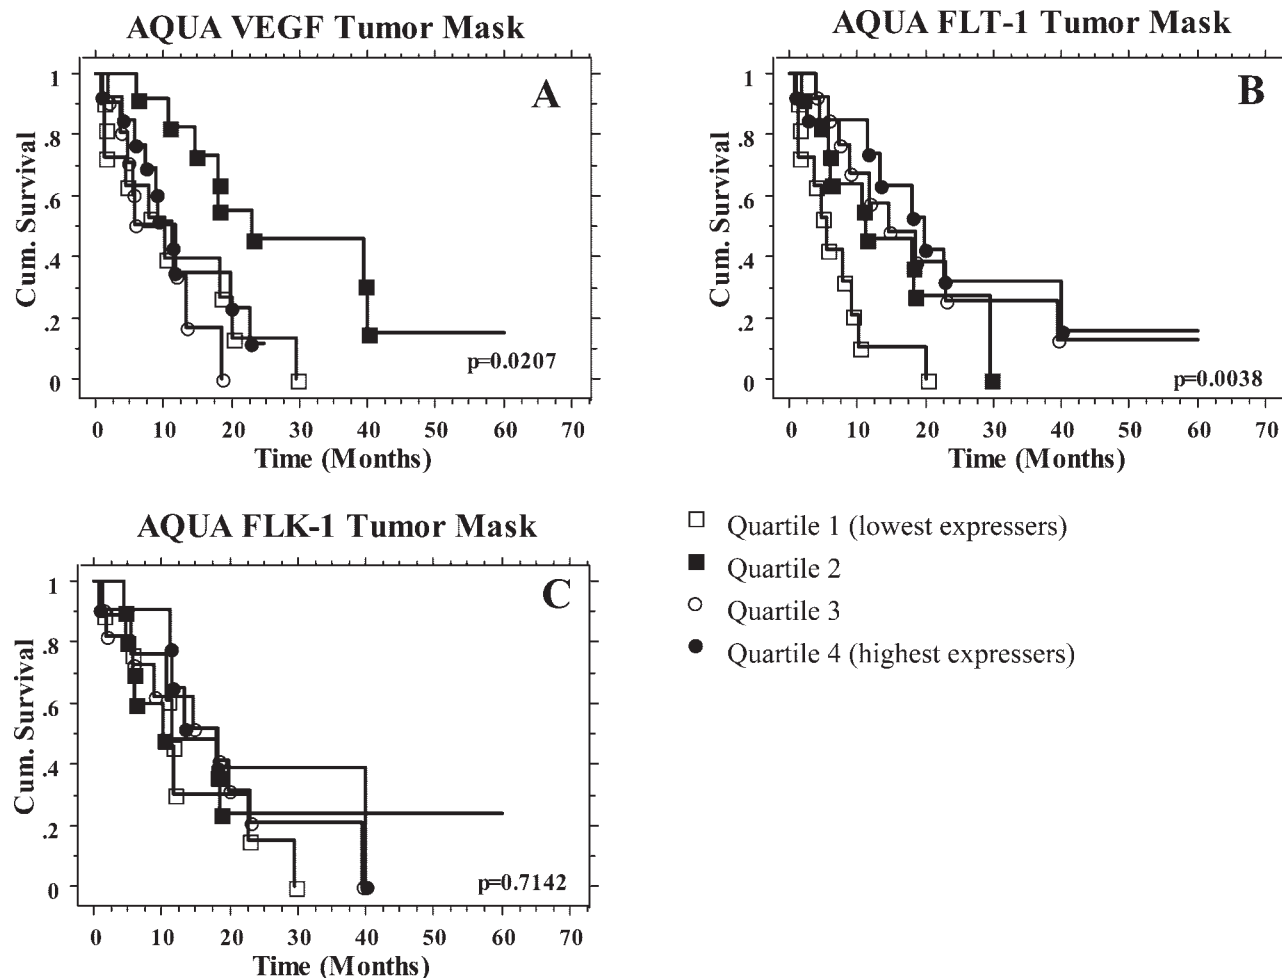 AQUA VEGF Tumor Mask
A
Cum. Survival
1
.8
.6
.4
.2
0
p=0.0207
0 10 20 30 40 50 60 70
Time (Months)
AQUA FLT-1 Tumor Mask
B
Cum. Survival
1
.8
.6
.4
.2
0
p=0.0038
0 10 20 30 40 50 60 70
Time (Months)
AQUA FLK-1 Tumor Mask
C
Cum. Survival
1
.8
.6
.4
.2
0
p=0.7142
0 10 20 30 40 50 60 70
Time (Months)
Quartile 1 (lowest expressers)
Quartile 2
Quartile 3
Quartile 4 (highest expressers)